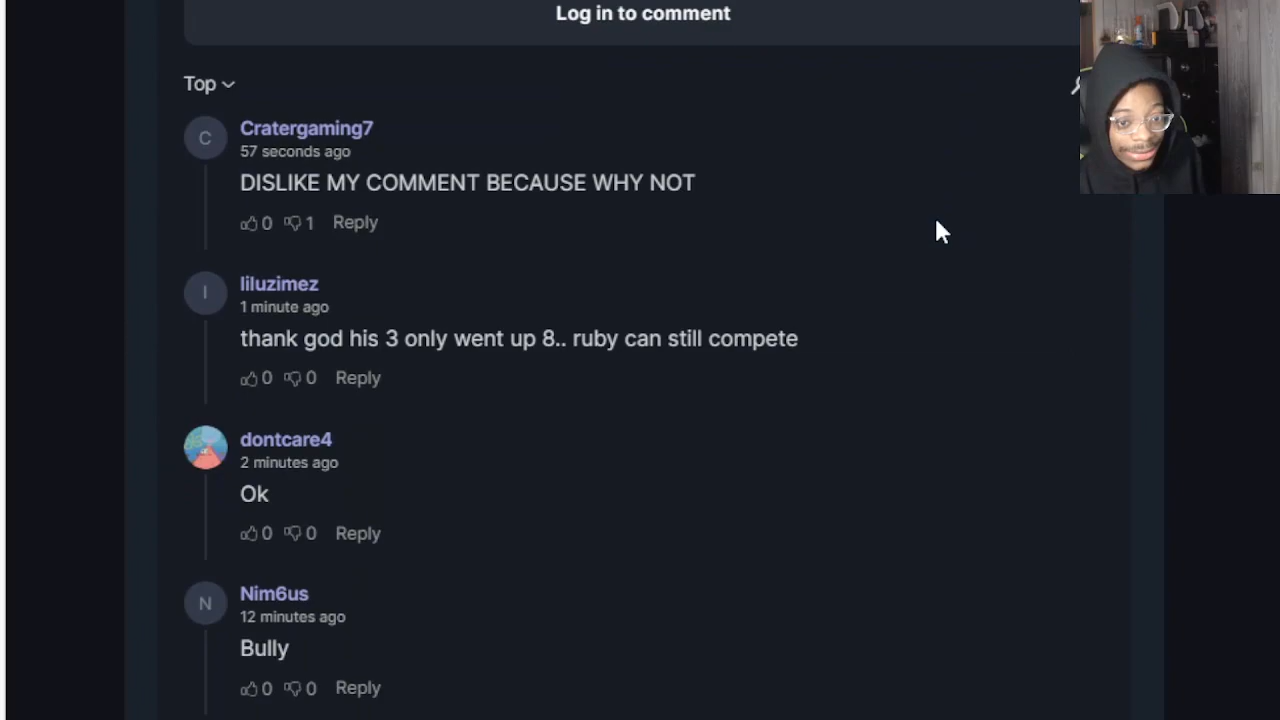 Log in to comment
Top
C
Cratergaming7
57 seconds ago
DISLIKE MY COMMENT BECAUSE WHY NOT
0 1 Reply
l
liluzimez
1 minute ago
thank god his 3 only went up 8.. ruby can still compete
0 0 Reply
dontcare4
2 minutes ago
Ok
0 0 Reply
N
Nim6us
12 minutes ago
Bully
0 0 Reply